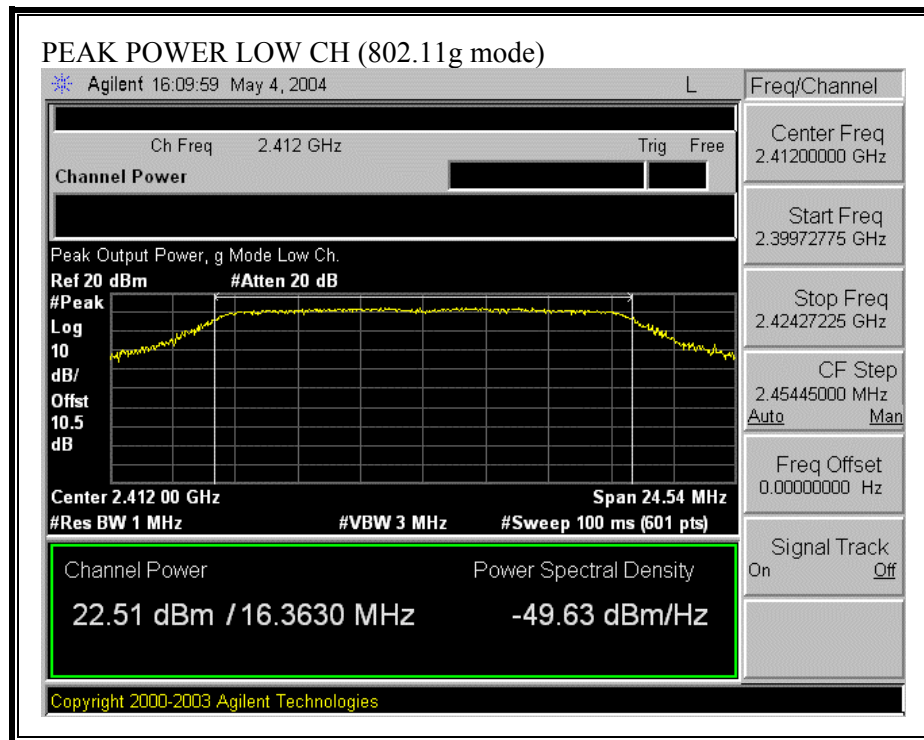 PEAK POWER LOW CH (802.11g mode)
Agilent 16:09:59 May 4, 2004 L
Freq/Channel
Ch Freq 2.412 GHz Trig Free
Channel Power
Peak Output Power, g Mode Low Ch.
Ref 20 dBm #Atten 20 dB
#Peak
Log
10
dB/
Offst
10.5
dB
Center 2.412 00 GHz Span 24.54 MHz
#Res BW 1 MHz #VBW 3 MHz #Sweep 100 ms (601 pts)
Channel Power Power Spectral Density
22.51 dBm / 16.3630 MHz -49.63 dBm/Hz
Center Freq
2.41200000 GHz
Start Freq
2.39972775 GHz
Stop Freq
2.42427225 GHz
CF Step
2.45445000 MHz
Auto Man
Freq Offset
0.00000000 Hz
Signal Track
On Off
Copyright 2000-2003 Agilent Technologies